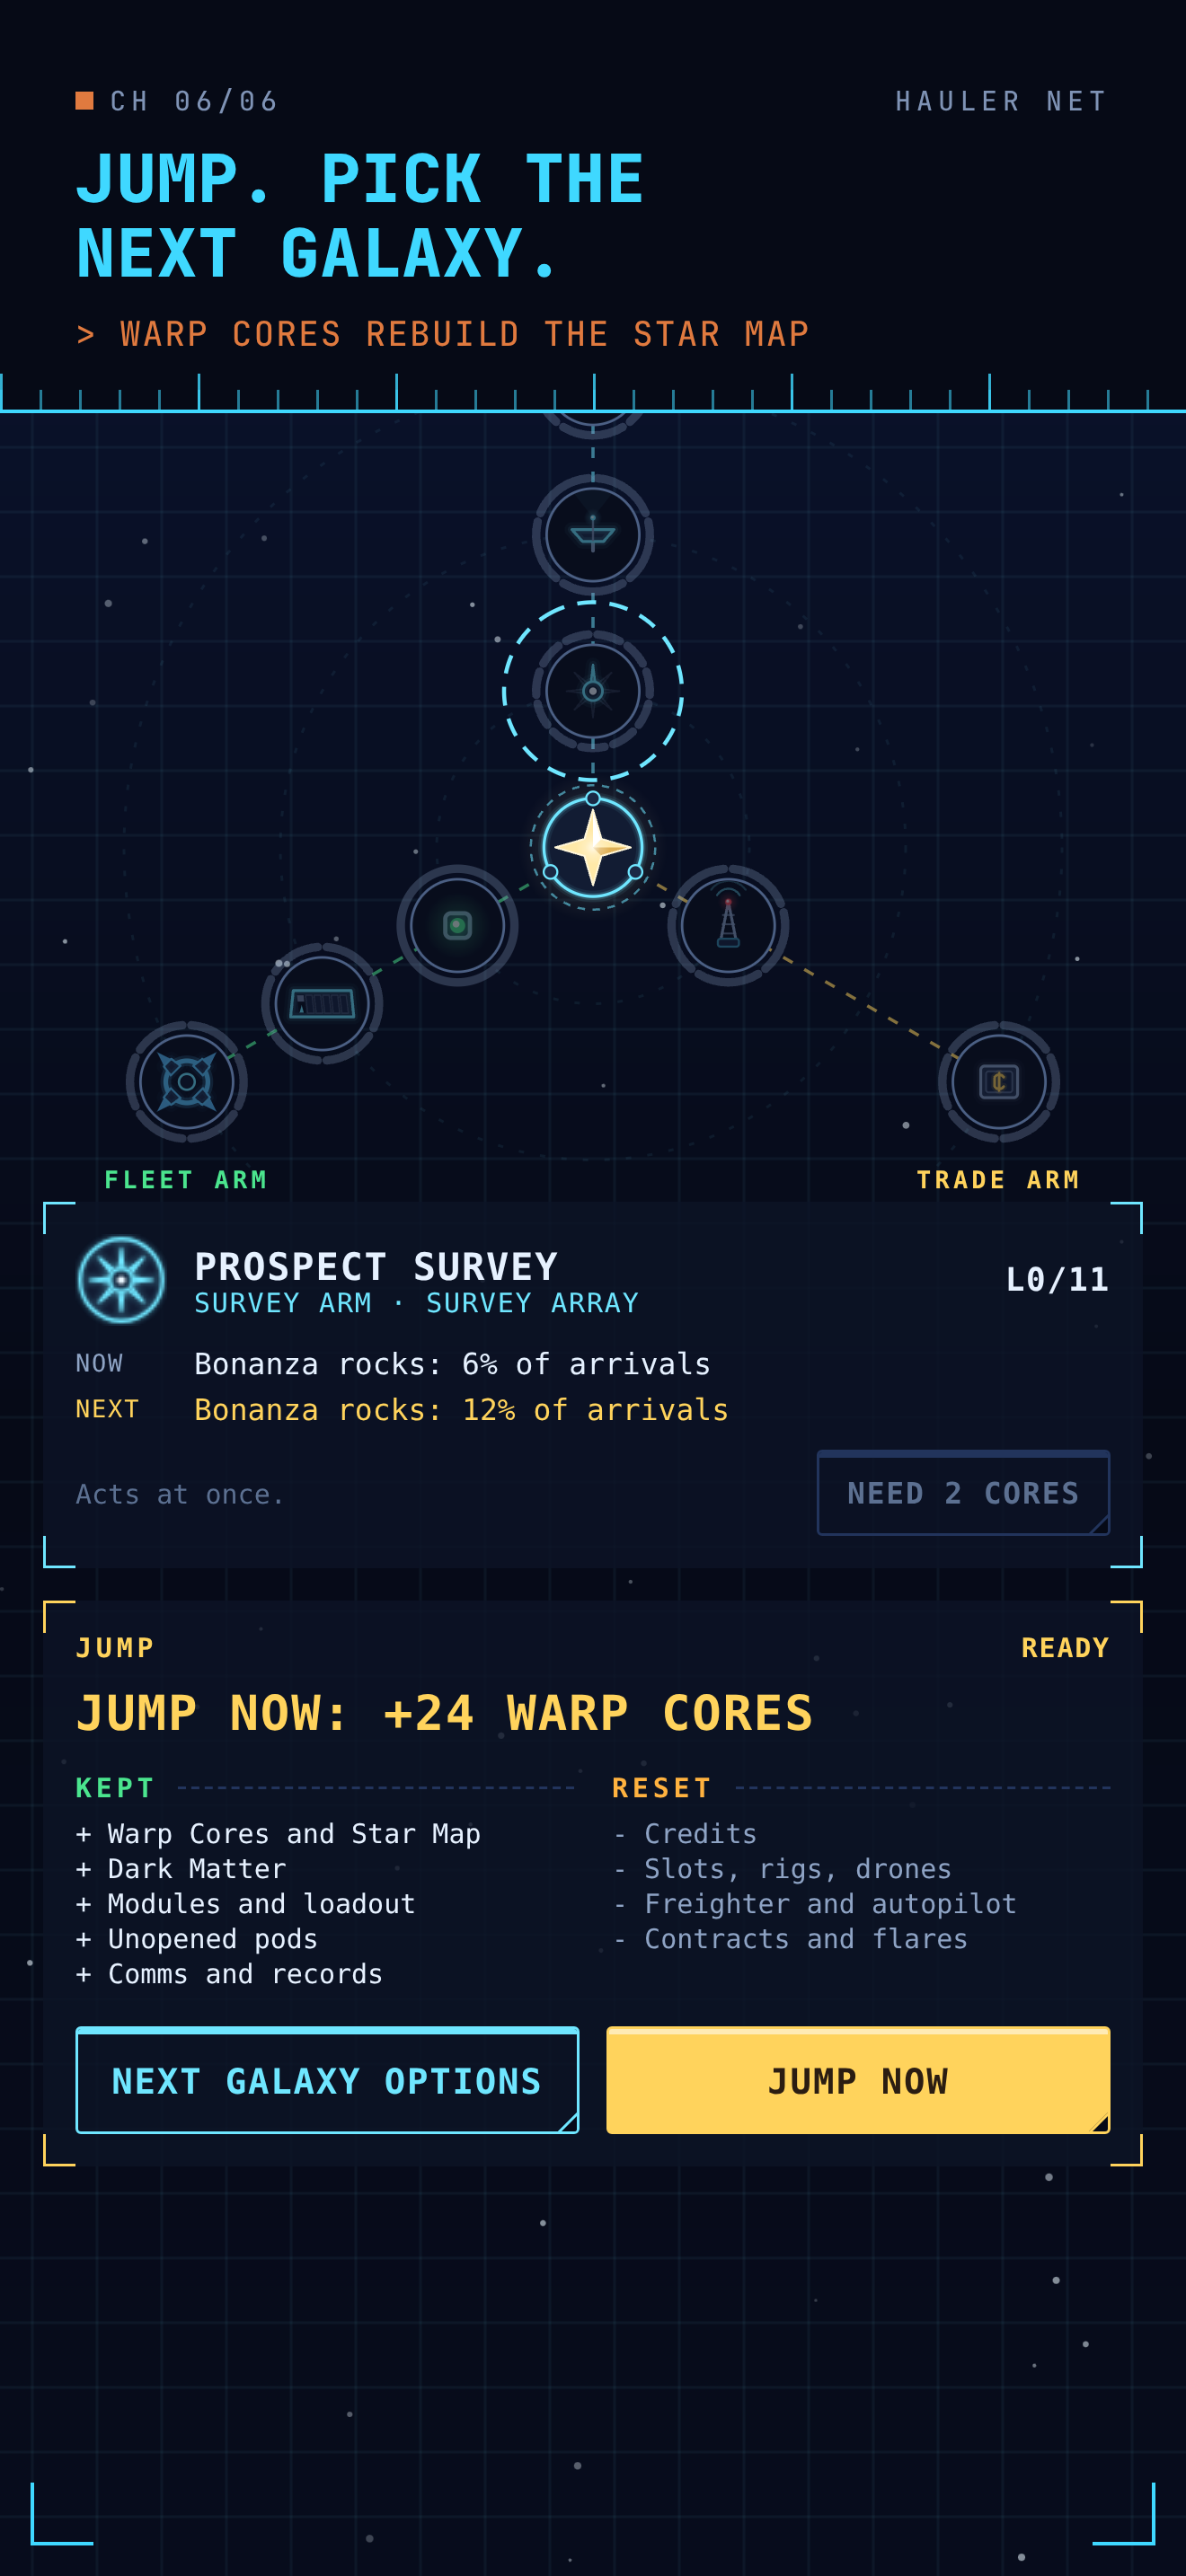 CH 06/06
HAULER NET
JUMP. PICK THE
NEXT GALAXY.
> WARP CORES REBUILD THE STAR MAP
₵
FLEET ARM
TRADE ARM
PROSPECT SURVEY
SURVEY ARM · SURVEY ARRAY
L0/11
NOW Bonanza rocks: 6% of arrivals
NEXT Bonanza rocks: 12% of arrivals
Acts at once.
NEED 2 CORES
JUMP
READY
JUMP NOW: +24 WARP CORES
KEPT
+ Warp Cores and Star Map
+ Dark Matter
+ Modules and loadout
+ Unopened pods
+ Comms and records
RESET
- Credits
- Slots, rigs, drones
- Freighter and autopilot
- Contracts and flares
NEXT GALAXY OPTIONS
JUMP NOW